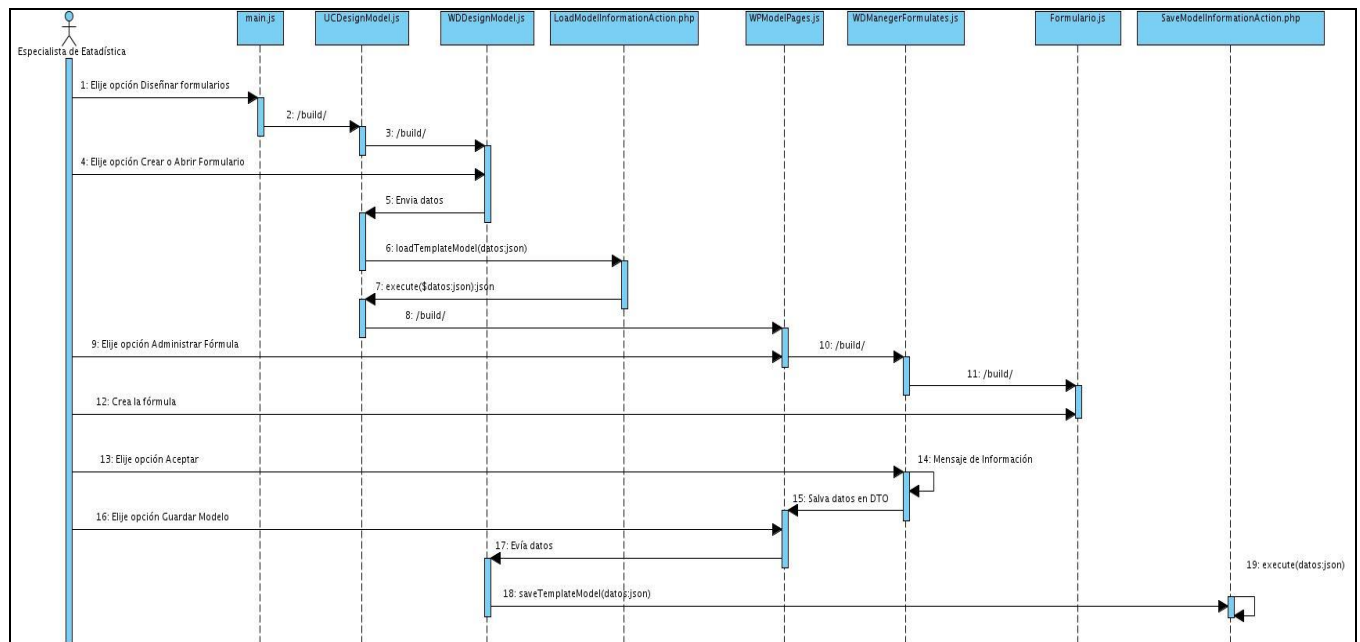 main.js
UCDesignModel.js
WDDesignModel.js
LoadModelInformationAction.php
WPModelPages.js
WDManegerFormulates.js
Formulario.js
SaveModelInformationAction.php
Especialista de Eatadística
1: Elije opción Diseñnar formularios
2: /build/
3: /build/
4: Elije opción Crear o Abrir Formulario
5: Envia datos
6: loadTemplateModel(datos:json)
7: execute($datos:json):json
8: /build/
9: Elije opción Administrar Fórmula
10: /build/
11: /build/
12: Crea la fórmula
13: Elije opción Aceptar
14: Mensaje de Información
15: Salva datos en DTO
16: Elije opción Guardar Modelo
17: Evía datos
18: saveTemplateModel(datos:json)
19: execute(datos:json)